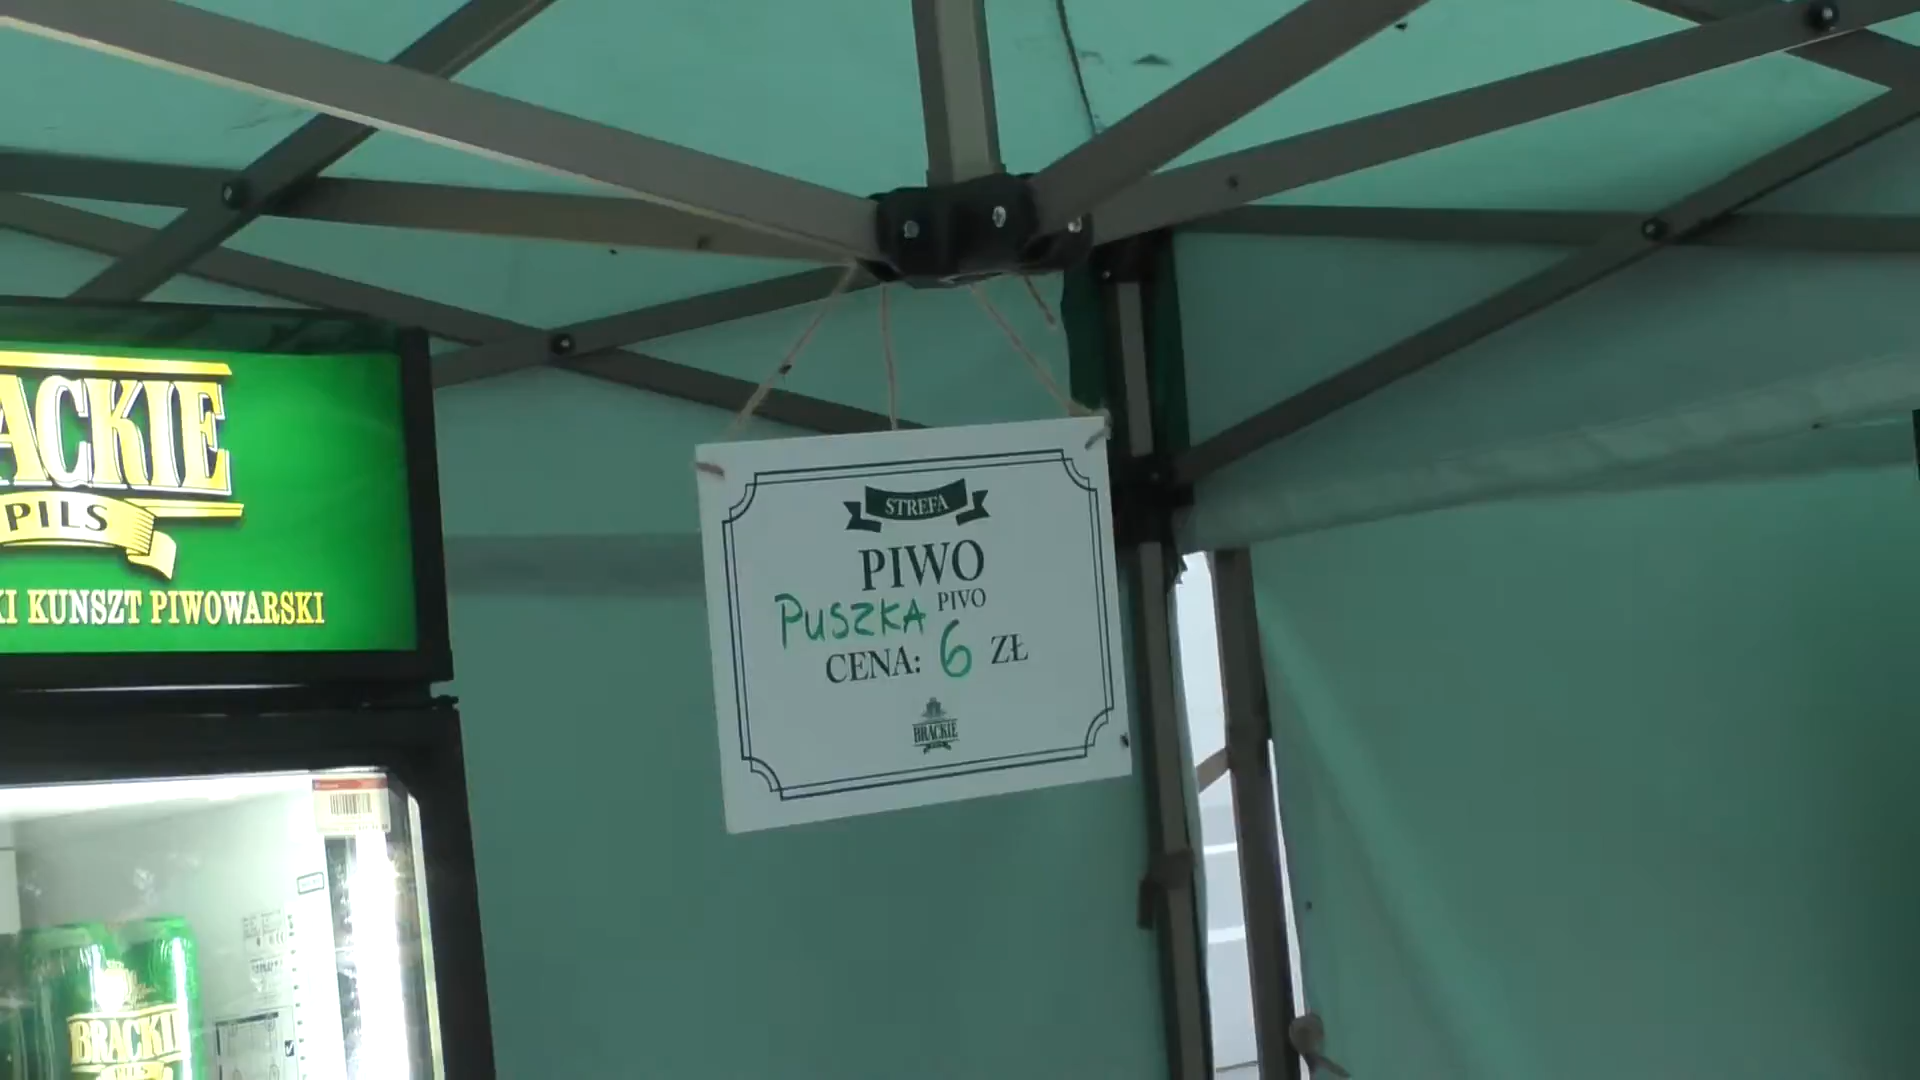 ACKIE
PILS
KI KUNSZT PIWOWARSKI
STREFA
PIWO
PIVO
PUSZKA
CENA: 6 ZŁ
BRACKIE
BRACKI